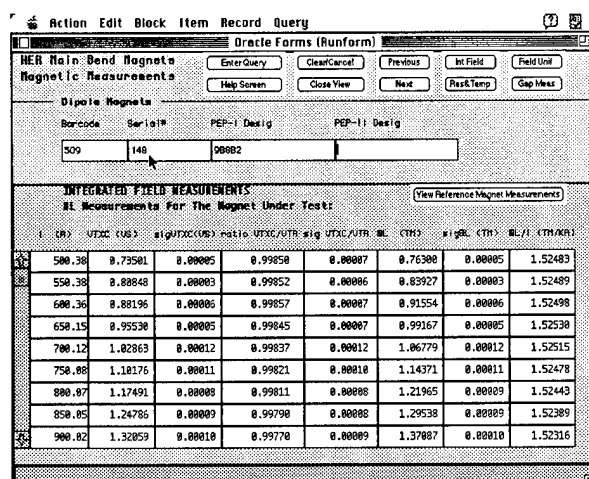 Action Edit Block Item Record Query
Oracle Forms (Runform)
HER Main Bend Magnets
Magnetic Measurements
Enter Query Clear/Cancel Previous Int Field Field Unif
Help Screen Close View Next Res&Temp Gap Meas
Dipole Magnets
Barcode Serial# PEP-I Desig PEP-II Desig
509 148 9B8B2
INTEGRATED FIELD MEASUREMENTS
View Reference Magnet Measurements
BL Measurements For The Magnet Under Test:
I (A) UTXC (VS) sigUTXC(VS) ratio UTXC/UTR sig UTXC/UTR BL (TM) sigBL (TM) BL/I (TM/KA)
500.38 0.73501 0.00005 0.99850 0.00007 0.76300 0.00005 1.52483
550.38 0.80848 0.00003 0.99852 0.00006 0.83927 0.00003 1.52489
600.36 0.88196 0.00006 0.99857 0.00007 0.91554 0.00006 1.52498
650.15 0.95530 0.00005 0.99845 0.00007 0.99167 0.00005 1.52530
700.12 1.02863 0.00012 0.99837 0.00012 1.06779 0.00012 1.52515
750.08 1.10176 0.00011 0.99821 0.00010 1.14371 0.00011 1.52478
800.07 1.17491 0.00008 0.99811 0.00008 1.21965 0.00009 1.52443
850.05 1.24786 0.00009 0.99790 0.00008 1.29538 0.00009 1.52389
900.02 1.32059 0.00010 0.99770 0.00009 1.37087 0.00010 1.52316